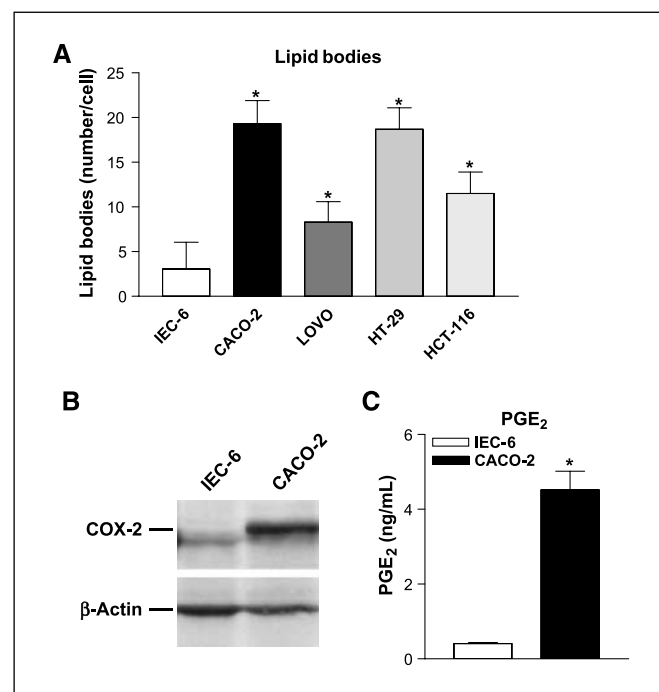 A
Lipid bodies
Lipid bodies (number/cell)
25
20
15
10
5
0
*
*
*
*
IEC-6
CACO-2
LOVO
HT-29
HCT-116
B
IEC-6
CACO-2
COX-2
β-Actin
C
PGE₂
IEC-6
CACO-2
PGE₂ (ng/mL)
6
4
2
0
*